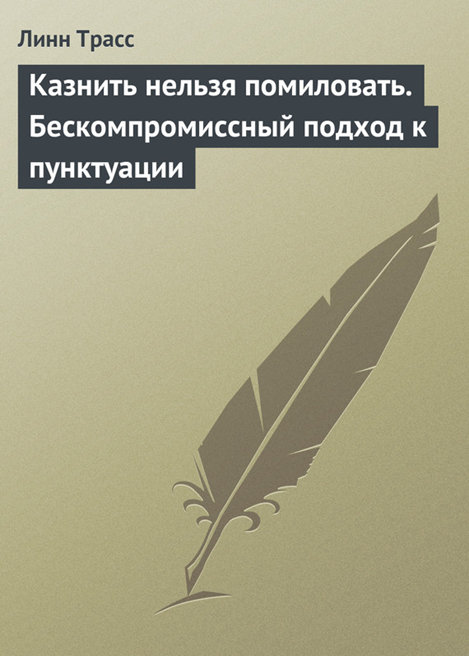 Линн Трасс
Казнить нельзя помиловать.
Бескомпромиссный подход к
пунктуации